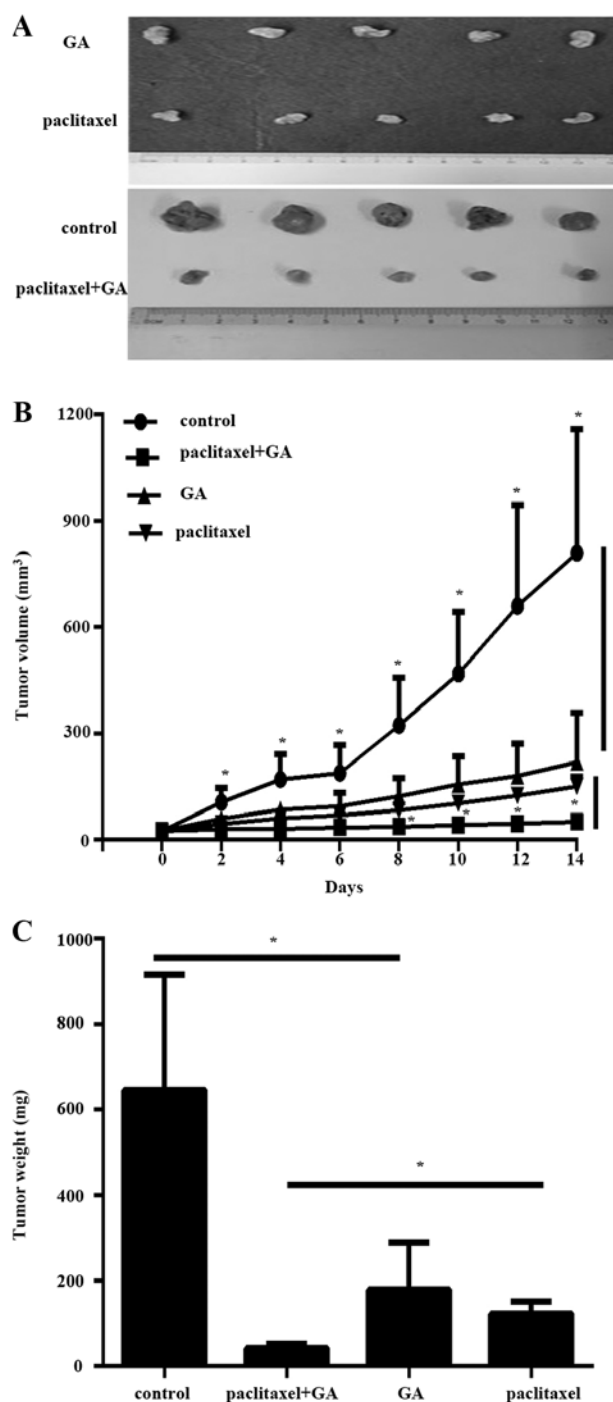 A
GA
paclitaxel
control
paclitaxel+GA
B
control
paclitaxel+GA
GA
paclitaxel
Tumor volume (mm³)
1200
900
600
300
0
* * * * * * *
* * * *
0 2 4 6 8 10 12 14
Days
C
Tumor weight (mg)
1000
800
600
400
200
0
*
*
control paclitaxel+GA GA paclitaxel